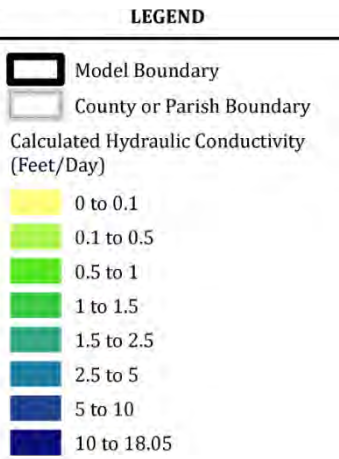 LEGEND
Model Boundary
County or Parish Boundary
Calculated Hydraulic Conductivity
(Feet/Day)
0 to 0.1
0.1 to 0.5
0.5 to 1
1 to 1.5
1.5 to 2.5
2.5 to 5
5 to 10
10 to 18.05